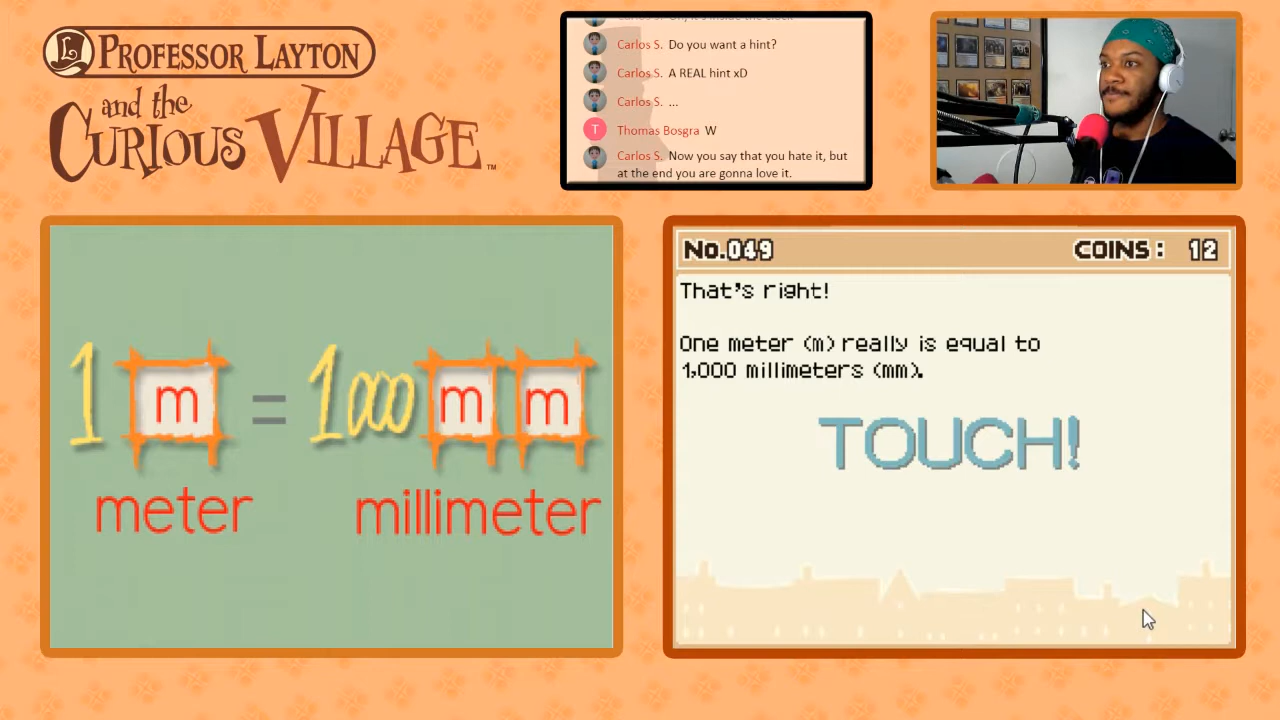 L PROFESSOR LAYTON
and the
CURIOUS VILLAGE™
Carlos S. Do you want a hint?
Carlos S. A REAL hint xD
Carlos S. ...
T Thomas Bosgra W
Carlos S. Now you say that you hate it, but
at the end you are gonna love it.
1 m = 1000 m m
meter millimeter
No.049 COINS: 12
That's right!
One meter (m) really is equal to
1,000 millimeters (mm).
TOUCH!